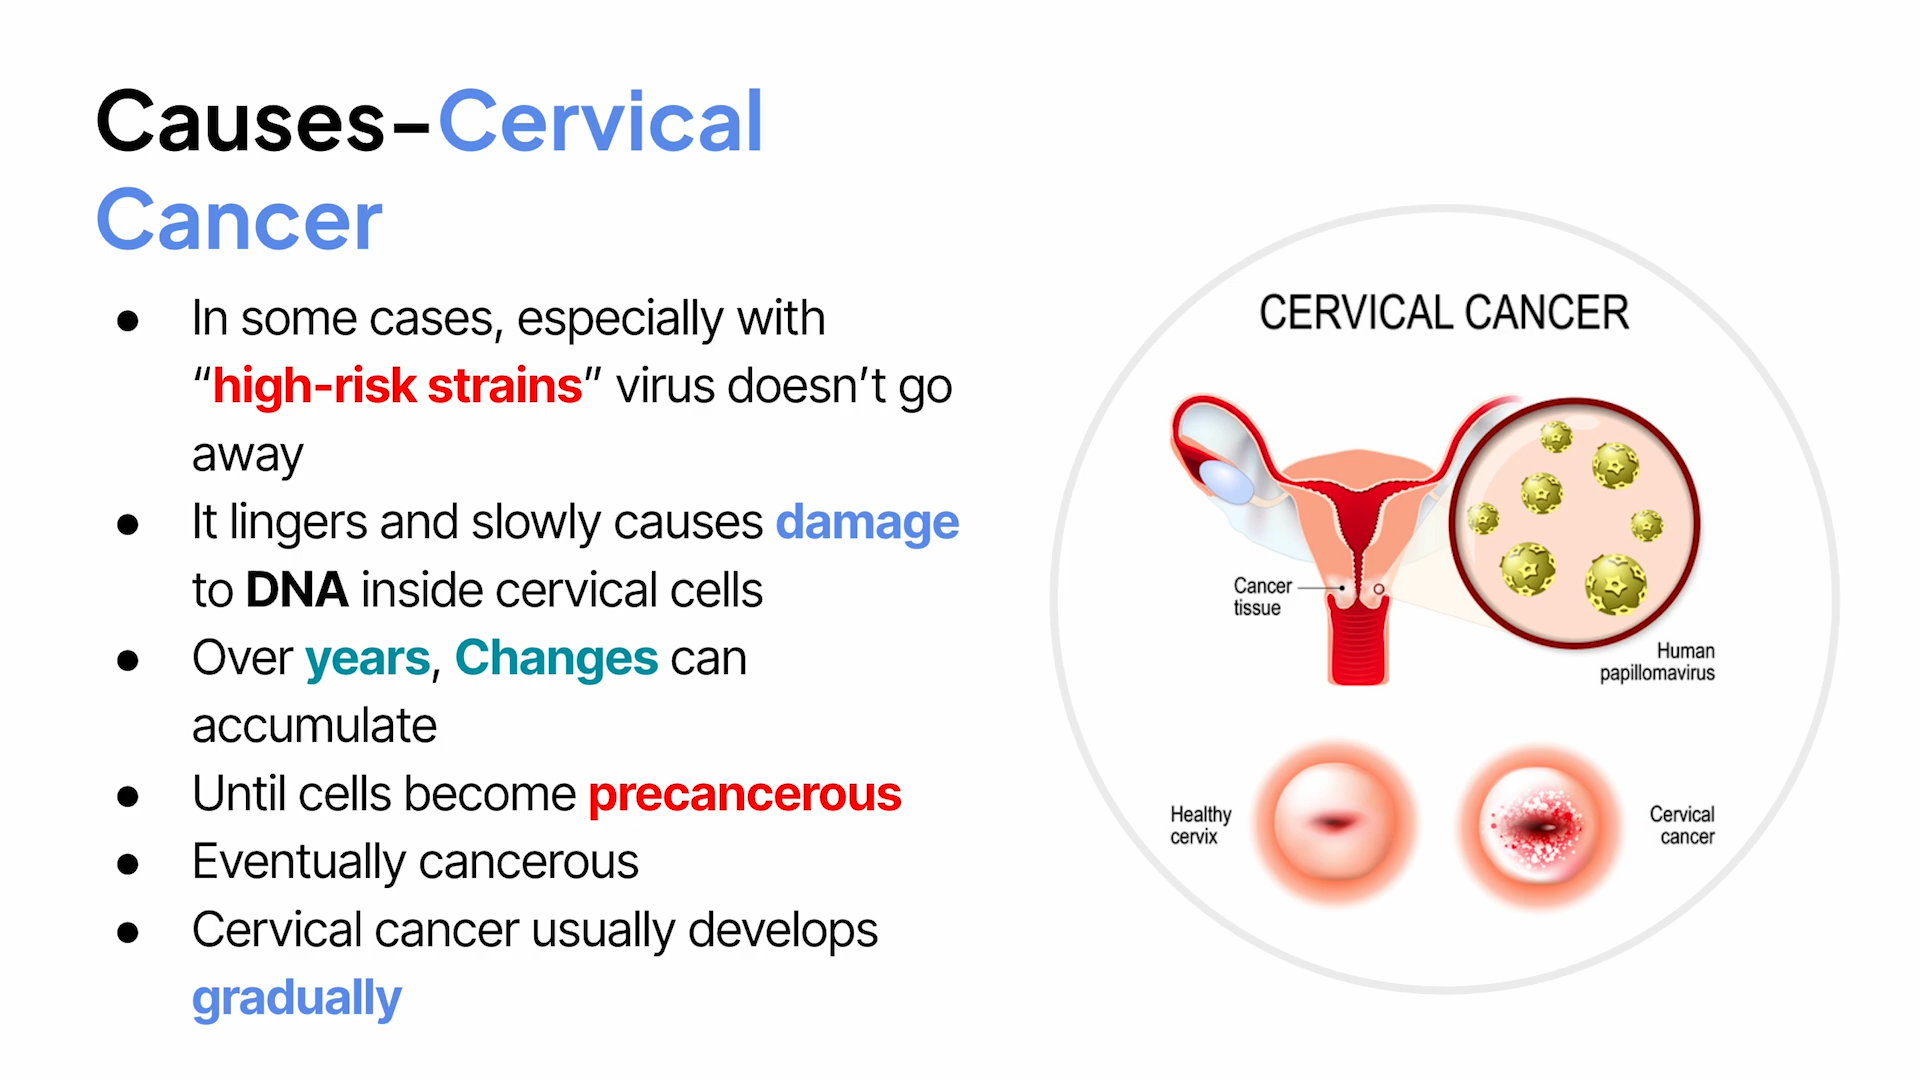 Causes–Cervical
Cancer
● In some cases, especially with
“high-risk strains” virus doesn’t go
away
● It lingers and slowly causes damage
to DNA inside cervical cells
● Over years, Changes can
accumulate
● Until cells become precancerous
● Eventually cancerous
● Cervical cancer usually develops
gradually
CERVICAL CANCER
Cancer
tissue
Human
papillomavirus
Healthy
cervix
Cervical
cancer